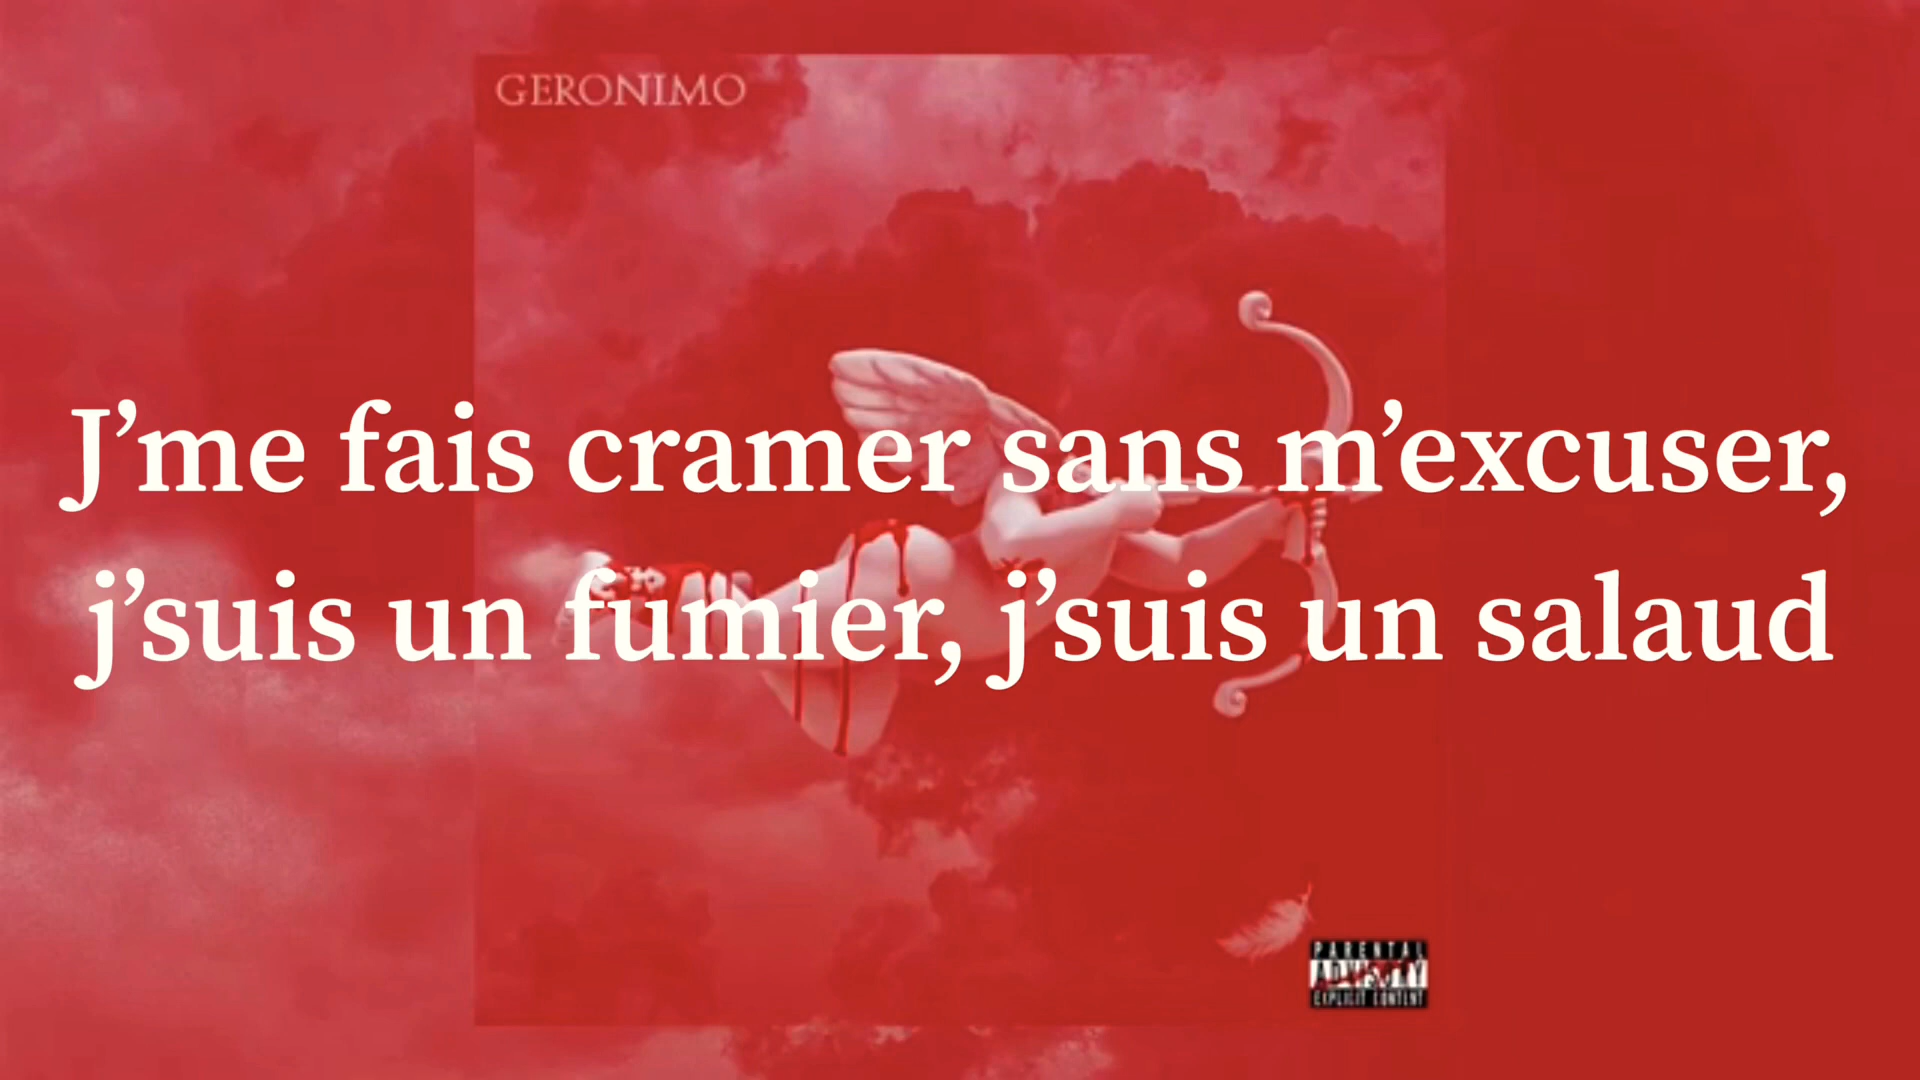 GERONIMO
J’me fais cramer sans m’excuser,
j’suis un fumier, j’suis un salaud
PARENTAL
ADVISORY
EXPLICIT CONTENT